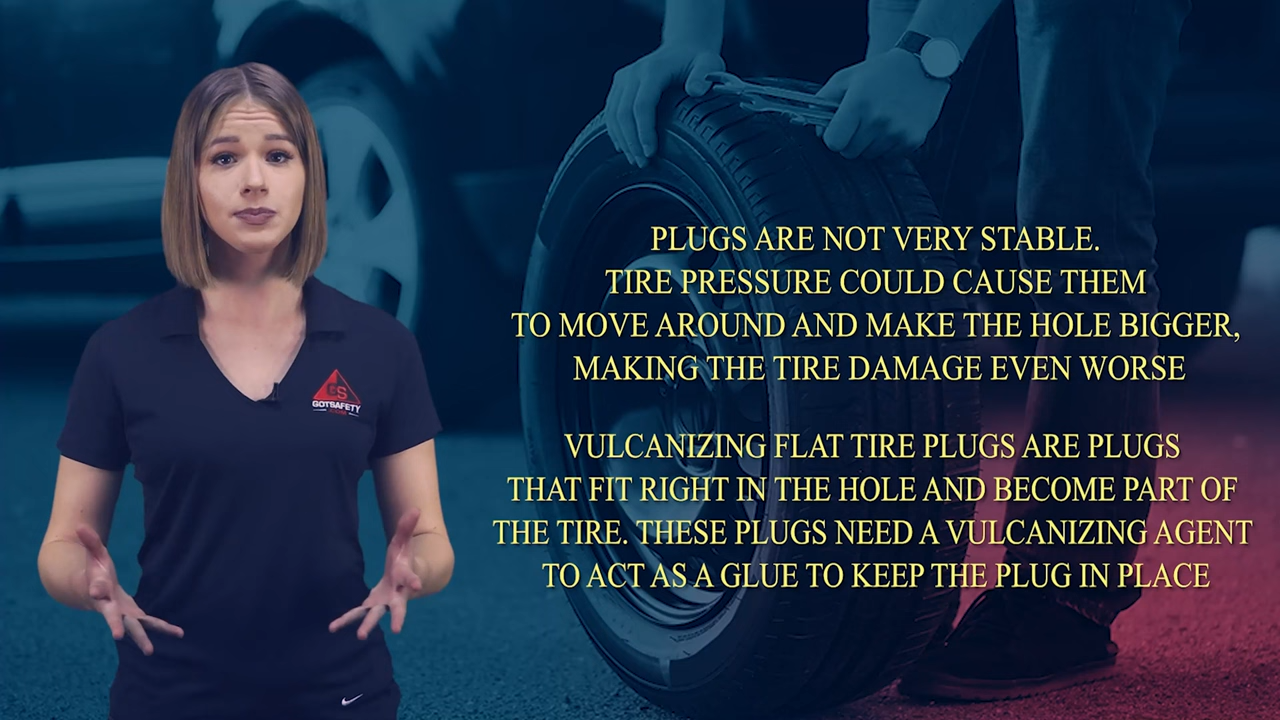 GS
GOTSAFETY
PLUGS ARE NOT VERY STABLE.
TIRE PRESSURE COULD CAUSE THEM
TO MOVE AROUND AND MAKE THE HOLE BIGGER,
MAKING THE TIRE DAMAGE EVEN WORSE
VULCANIZING FLAT TIRE PLUGS ARE PLUGS
THAT FIT RIGHT IN THE HOLE AND BECOME PART OF
THE TIRE. THESE PLUGS NEED A VULCANIZING AGENT
TO ACT AS A GLUE TO KEEP THE PLUG IN PLACE